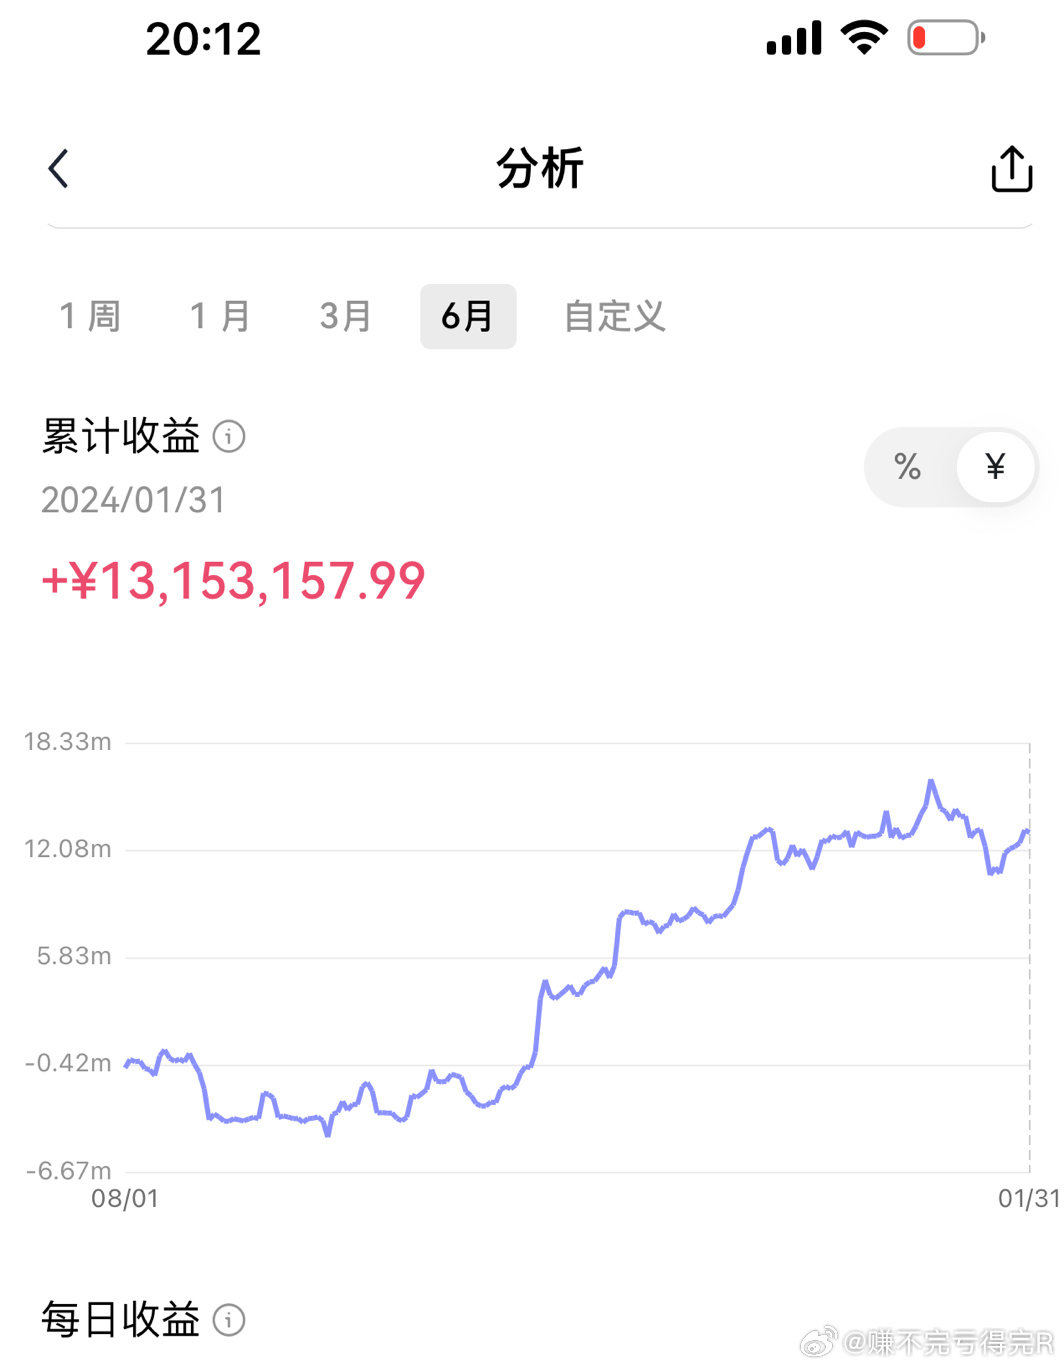 20:12
分析
1周 1月 3月 6月 自定义
累计收益
2024/01/31
% ¥
+¥13,153,157.99
18.33m
12.08m
5.83m
-0.42m
-6.67m
08/01 01/31
每日收益
@赚不完亏得完R